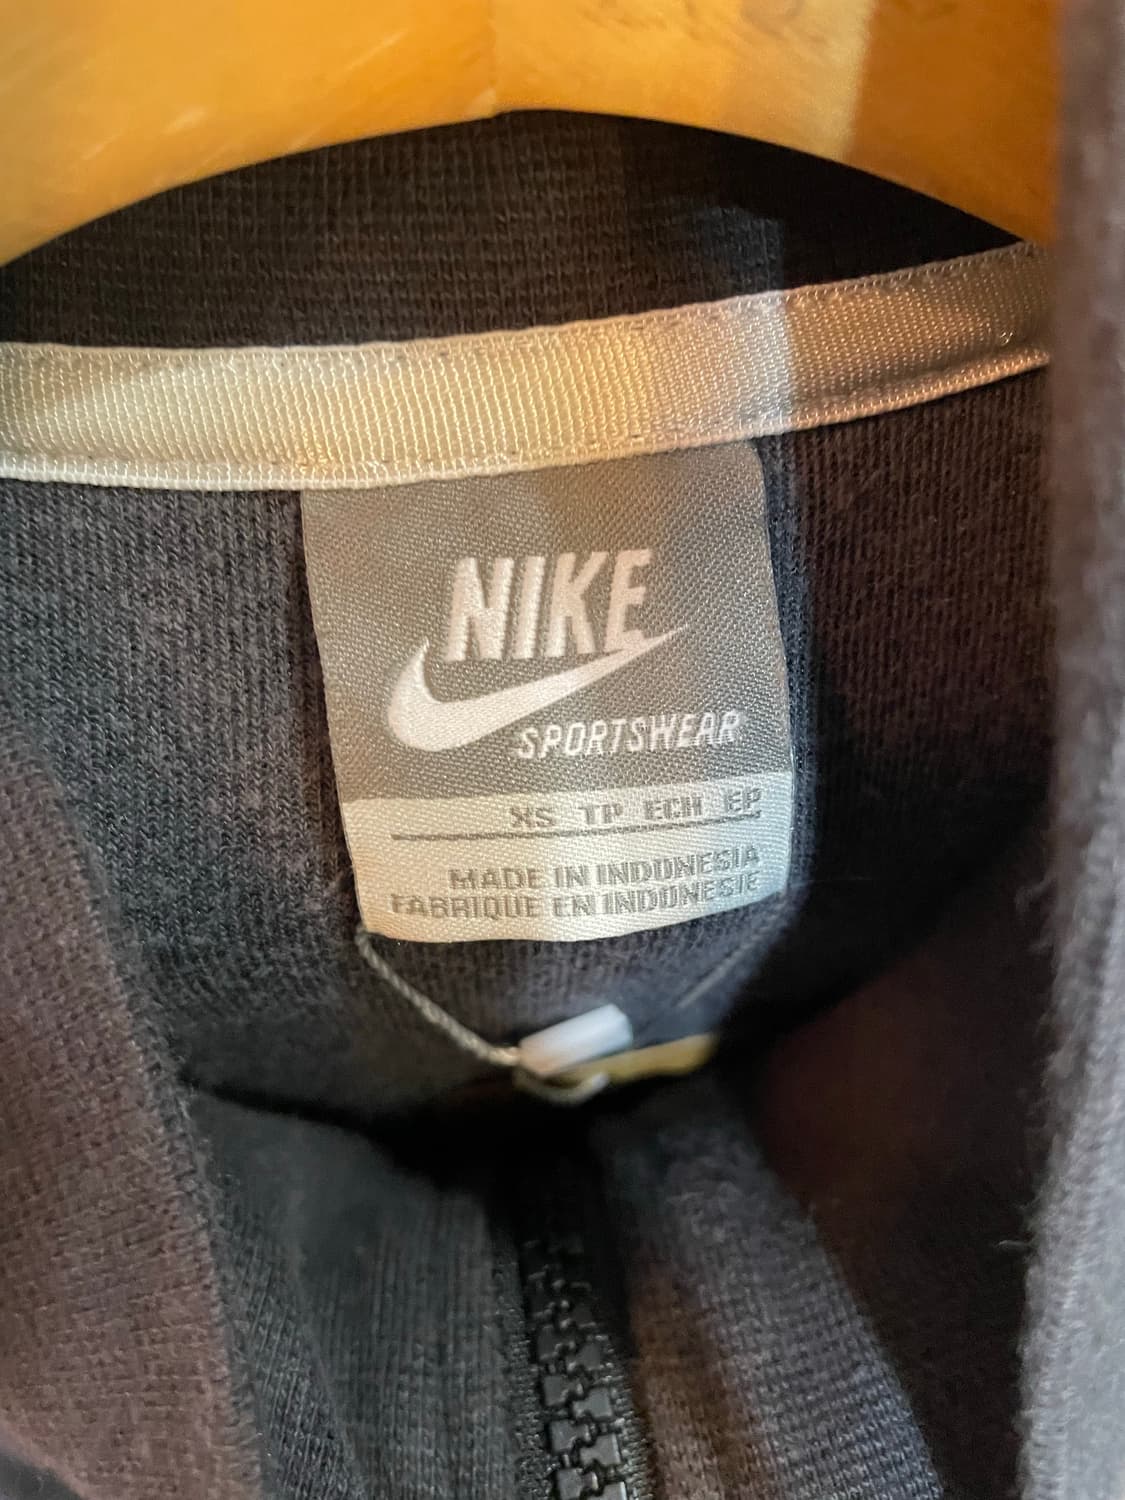 NIKE
SPORTSWEAR
XS TP ECH EP
MADE IN INDONESIA
FABRIQUE EN INDONESIE